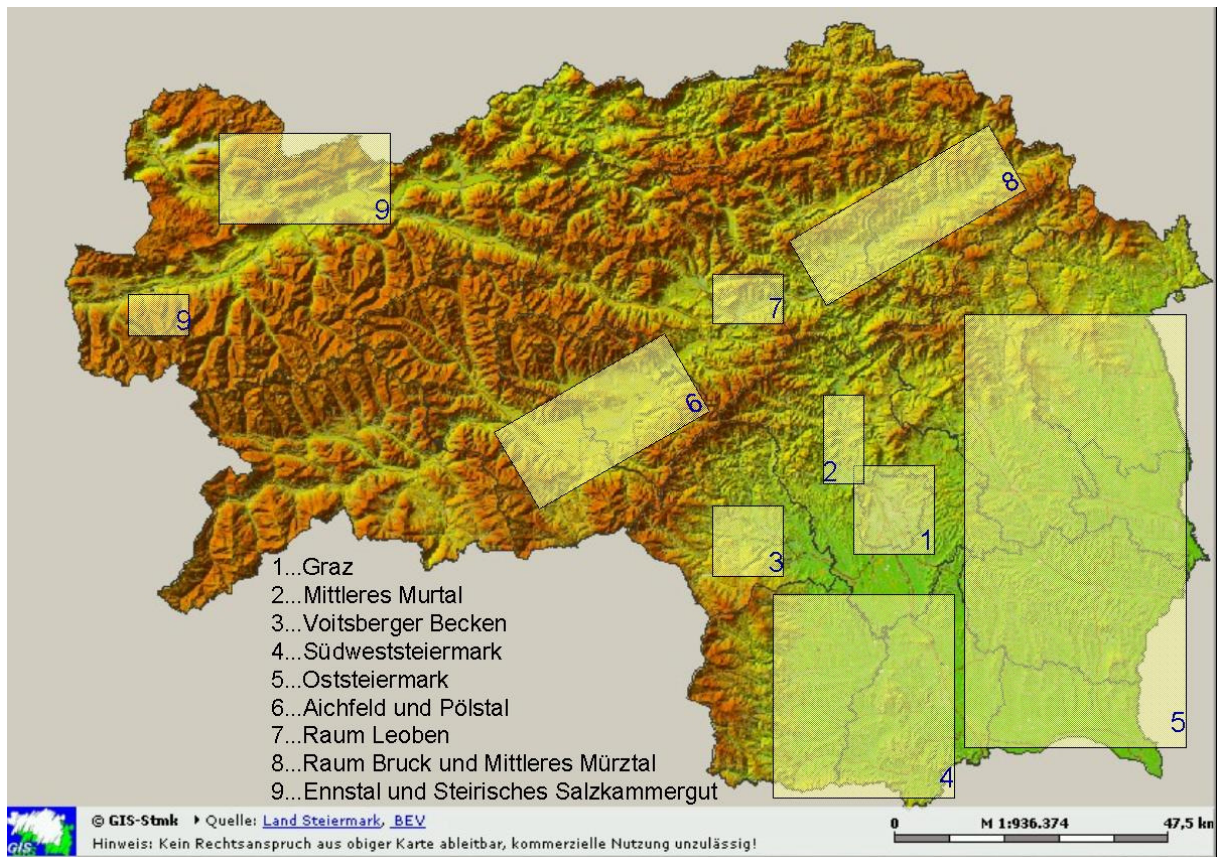 9
8
9
7
6
2
1
3
5
4
1...Graz
2...Mittleres Murtal
3...Voitsberger Becken
4...Südweststeiermark
5...Oststeiermark
6...Aichfeld und Pölstal
7...Raum Leoben
8...Raum Bruck und Mittleres Mürztal
9...Ennstal und Steirisches Salzkammergut
GIS
© GIS-Stmk Quelle: Land Steiermark, BEV
Hinweis: Kein Rechtsanspruch aus obiger Karte ableitbar, kommerzielle Nutzung unzulässig!
0 M 1:936.374 47,5 km